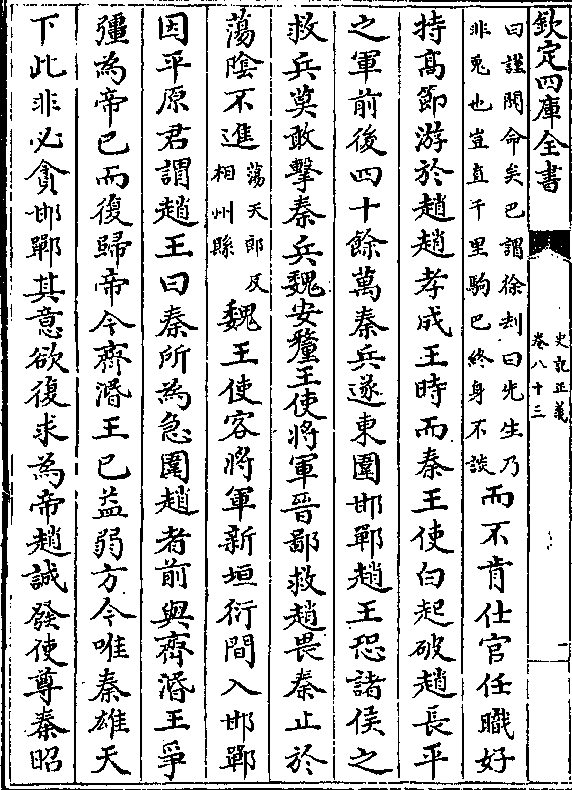 欽定四庫全書
史記正義
卷八十三
曰謹聞命矣巴謂徐刦曰先生乃
非兎也豈直千里駒巴終身不談
而不肯仕官任職好
持高節游於趙趙孝成王時而秦王使白起破趙長平
之軍前後四十餘萬秦兵遂東圍邯鄲趙王恐諸侯之
救兵莫敢擊秦兵魏安釐王使將軍晉鄙救趙畏秦止於
蕩陰不進
蕩天郎反
相州縣
魏王使客將軍新垣衍間入邯鄲
因平原君謂趙王曰秦所為急圍趙者前與齊湣王爭
彊為帝已而復歸帝今齊湣王已益弱方今唯秦雄天
下此非必貪邯鄲其意欲復求為帝趙誠發使尊秦昭